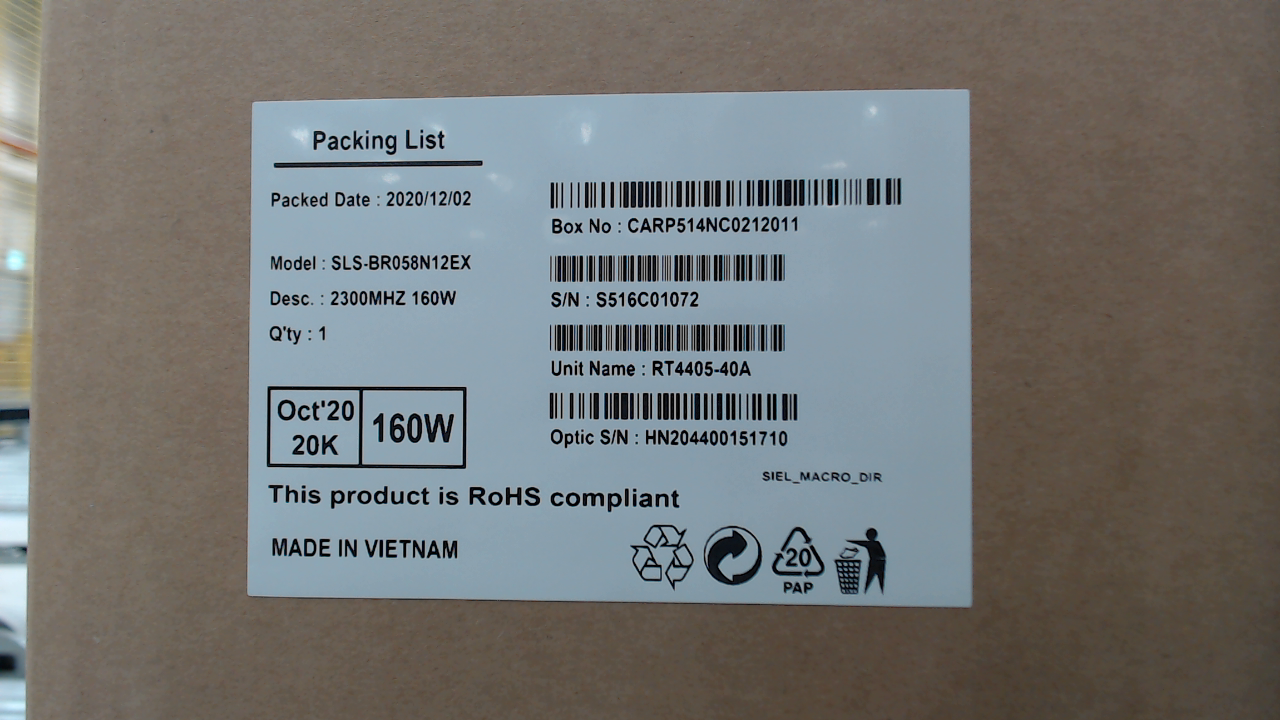 Packing List
Packed Date : 2020/12/02
Box No : CARP514NC0212011
Model : SLS-BR058N12EX
Desc. : 2300MHZ 160W
S/N : S516C01072
Q'ty : 1
Unit Name : RT4405-40A
Oct'20
20K
160W
Optic S/N : HN204400151710
SIEL_MACRO_DIR
This product is RoHS compliant
MADE IN VIETNAM
20
PAP